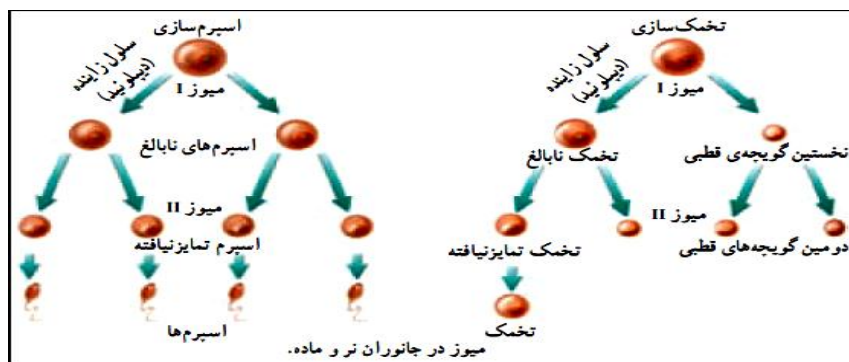 تخمک‌سازی
سلول زاینده
(دیپلوئید)
میوز I
تخمک نابالغ
نخستین گویچه‌ی قطبی
میوز II
تخمک تمایزنیافته
دومین گویچه‌های قطبی
تخمک
اسپرم‌سازی
سلول زاینده
(دیپلوئید)
میوز I
اسپرم‌های نابالغ
میوز II
اسپرم تمایزنیافته
اسپرم‌ها
میوز در جانوران نر و ماده.